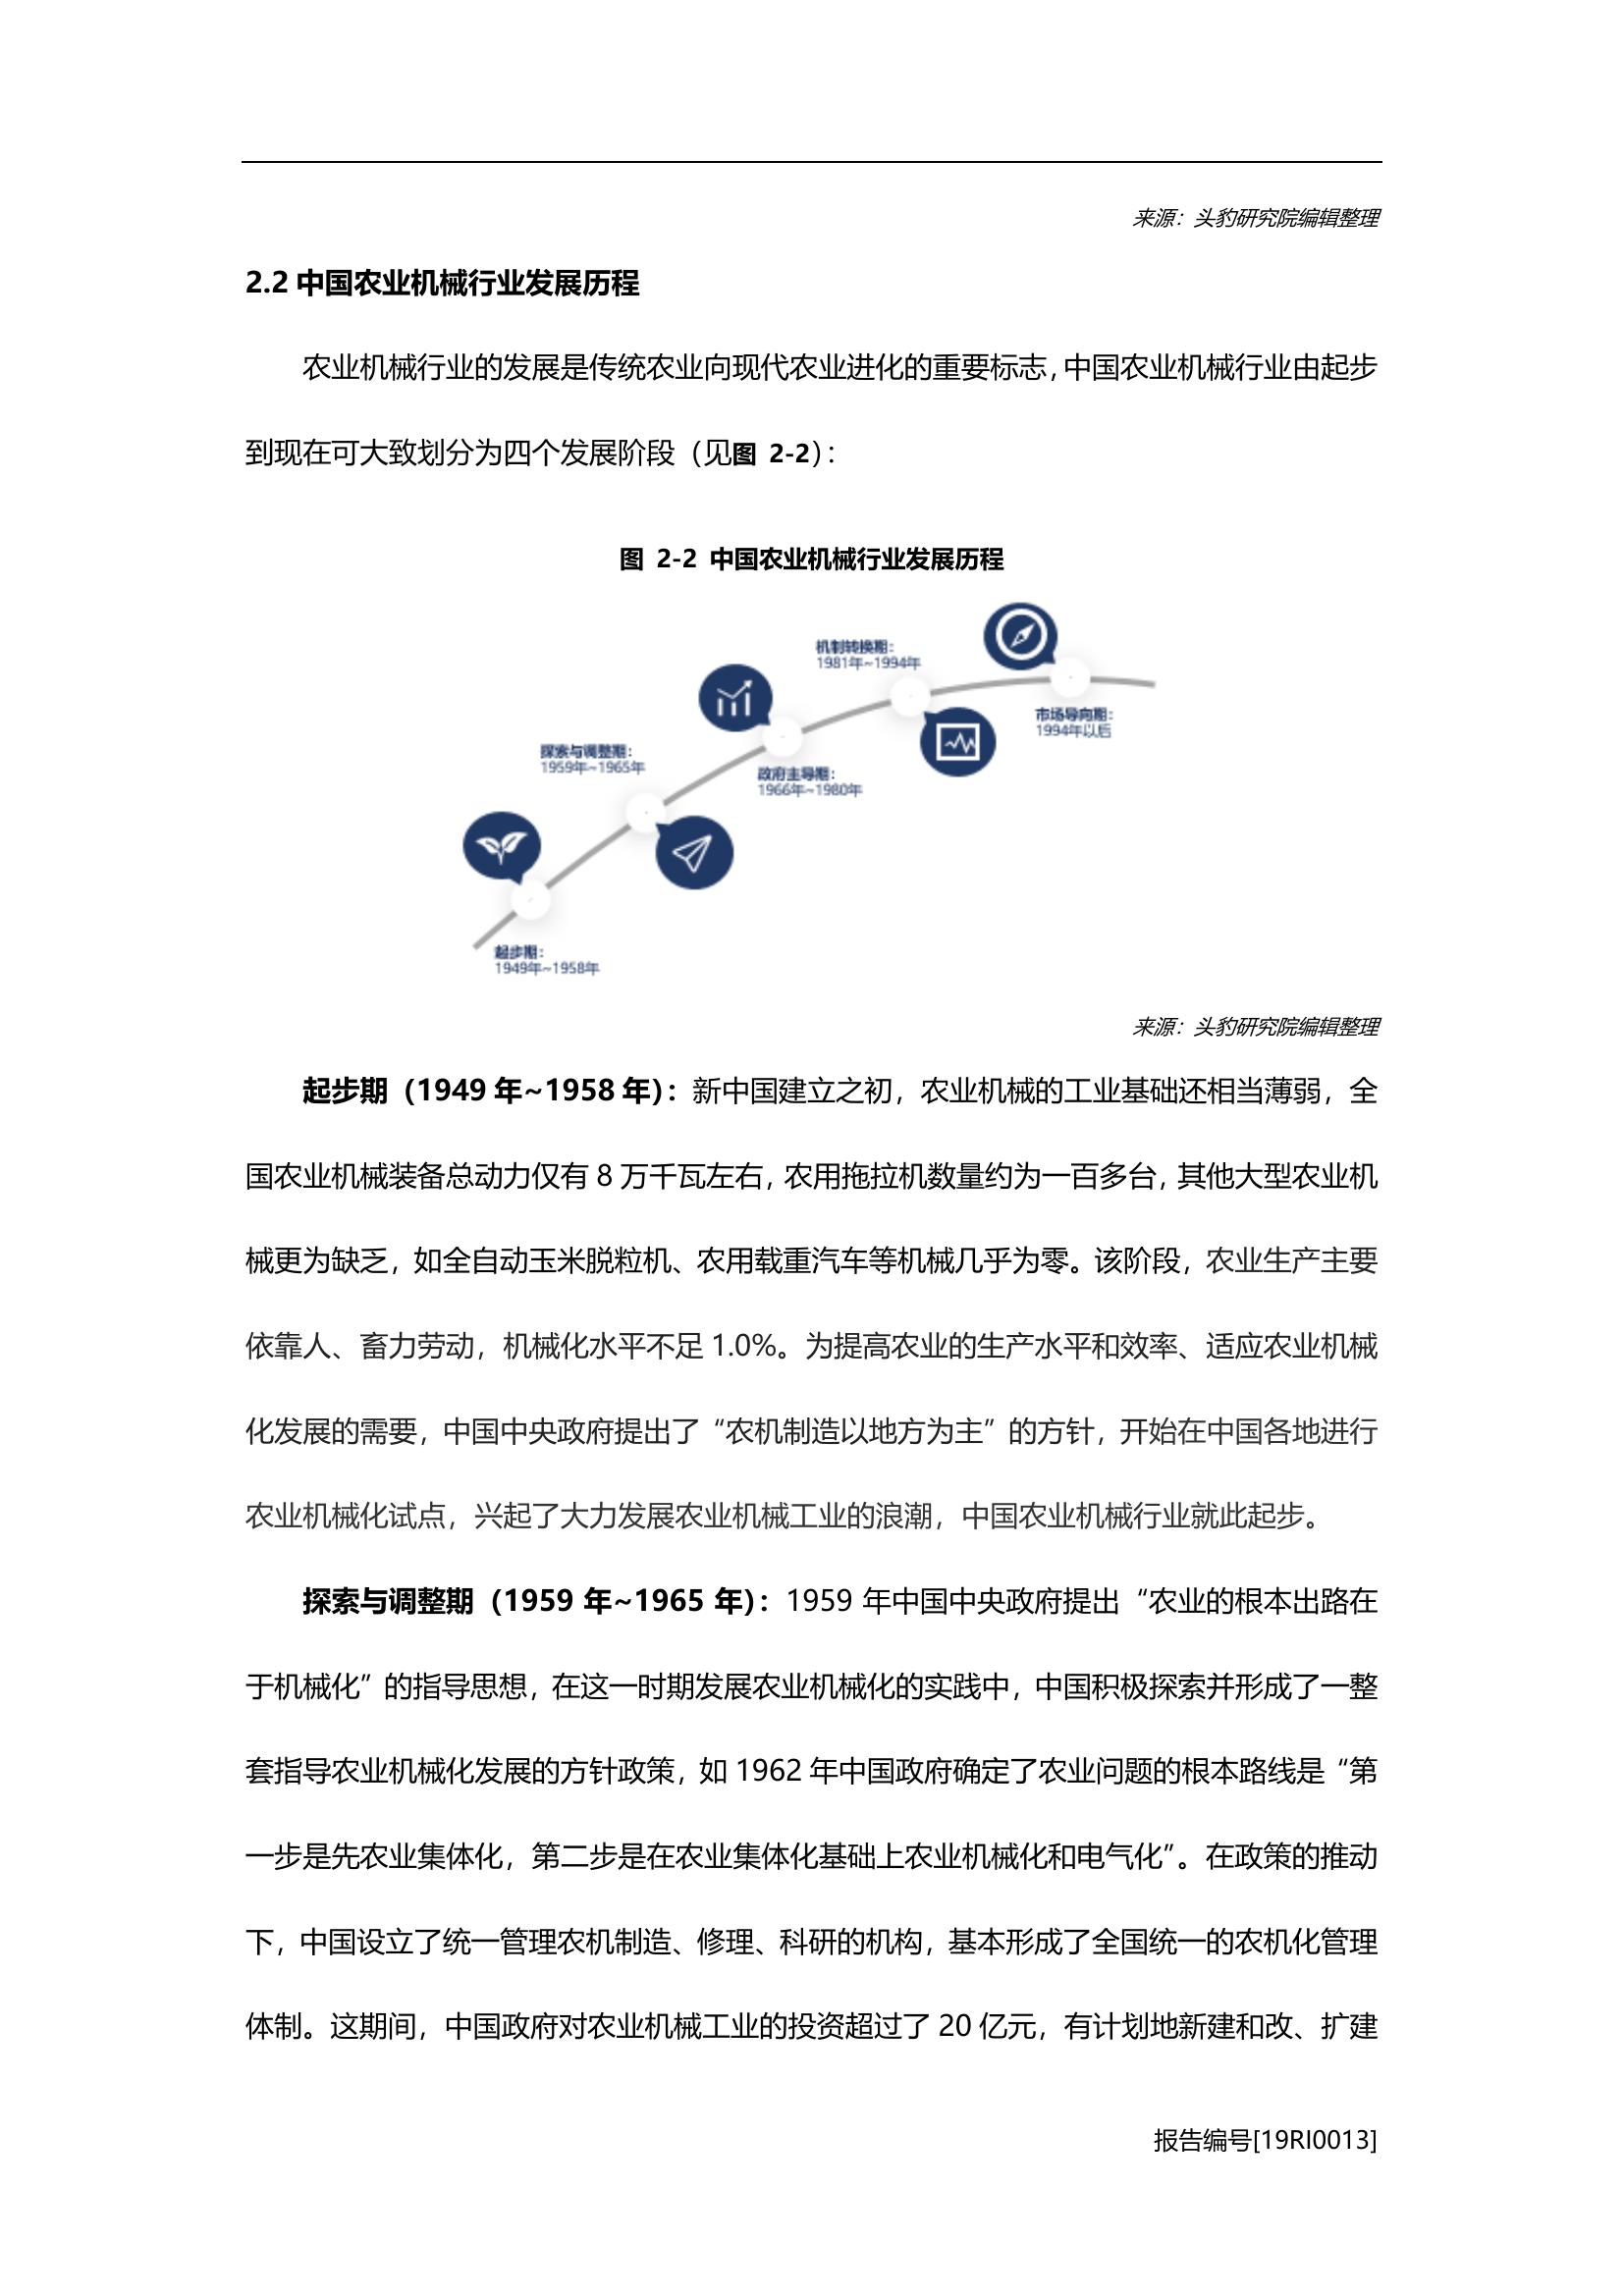 来源：头豹研究院编辑整理
2.2 中国农业机械行业发展历程
农业机械行业的发展是传统农业向现代农业进化的重要标志，中国农业机械行业由起步
到现在可大致划分为四个发展阶段（见图 2-2）：
图 2-2 中国农业机械行业发展历程
机制转换期：
1981年~1994年
市场导向期：
1994年以后
探索与调整期：
1959年~1965年
政府主导期：
1966年~1980年
起步期：
1949年~1958年
来源：头豹研究院编辑整理
起步期（1949 年~1958 年）：新中国建立之初，农业机械的工业基础还相当薄弱，全
国农业机械装备总动力仅有 8 万千瓦左右，农用拖拉机数量约为一百多台，其他大型农业机
械更为缺乏，如全自动玉米脱粒机、农用载重汽车等机械几乎为零。该阶段，农业生产主要
依靠人、畜力劳动，机械化水平不足 1.0%。为提高农业的生产水平和效率、适应农业机械
化发展的需要，中国中央政府提出了“农机制造以地方为主”的方针，开始在中国各地进行
农业机械化试点，兴起了大力发展农业机械工业的浪潮，中国农业机械行业就此起步。
探索与调整期（1959 年~1965 年）：1959 年中国中央政府提出“农业的根本出路在
于机械化”的指导思想，在这一时期发展农业机械化的实践中，中国积极探索并形成了一整
套指导农业机械化发展的方针政策，如 1962 年中国政府确定了农业问题的根本路线是“第
一步是先农业集体化，第二步是在农业集体化基础上农业机械化和电气化”。在政策的推动
下，中国设立了统一管理农机制造、修理、科研的机构，基本形成了全国统一的农机化管理
体制。这期间，中国政府对农业机械工业的投资超过了 20 亿元，有计划地新建和改、扩建
报告编号[19RI0013]